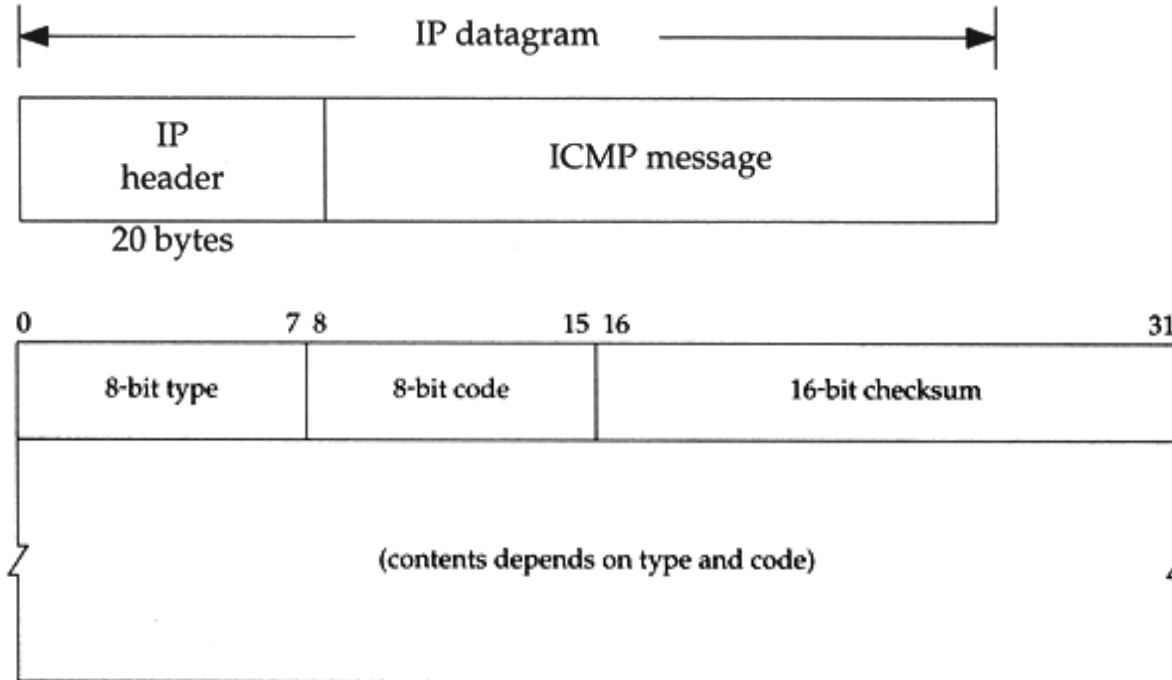 IP datagram
IP
header
ICMP message
20 bytes
0 7 8 15 16 31
8-bit type 8-bit code 16-bit checksum
(contents depends on type and code)